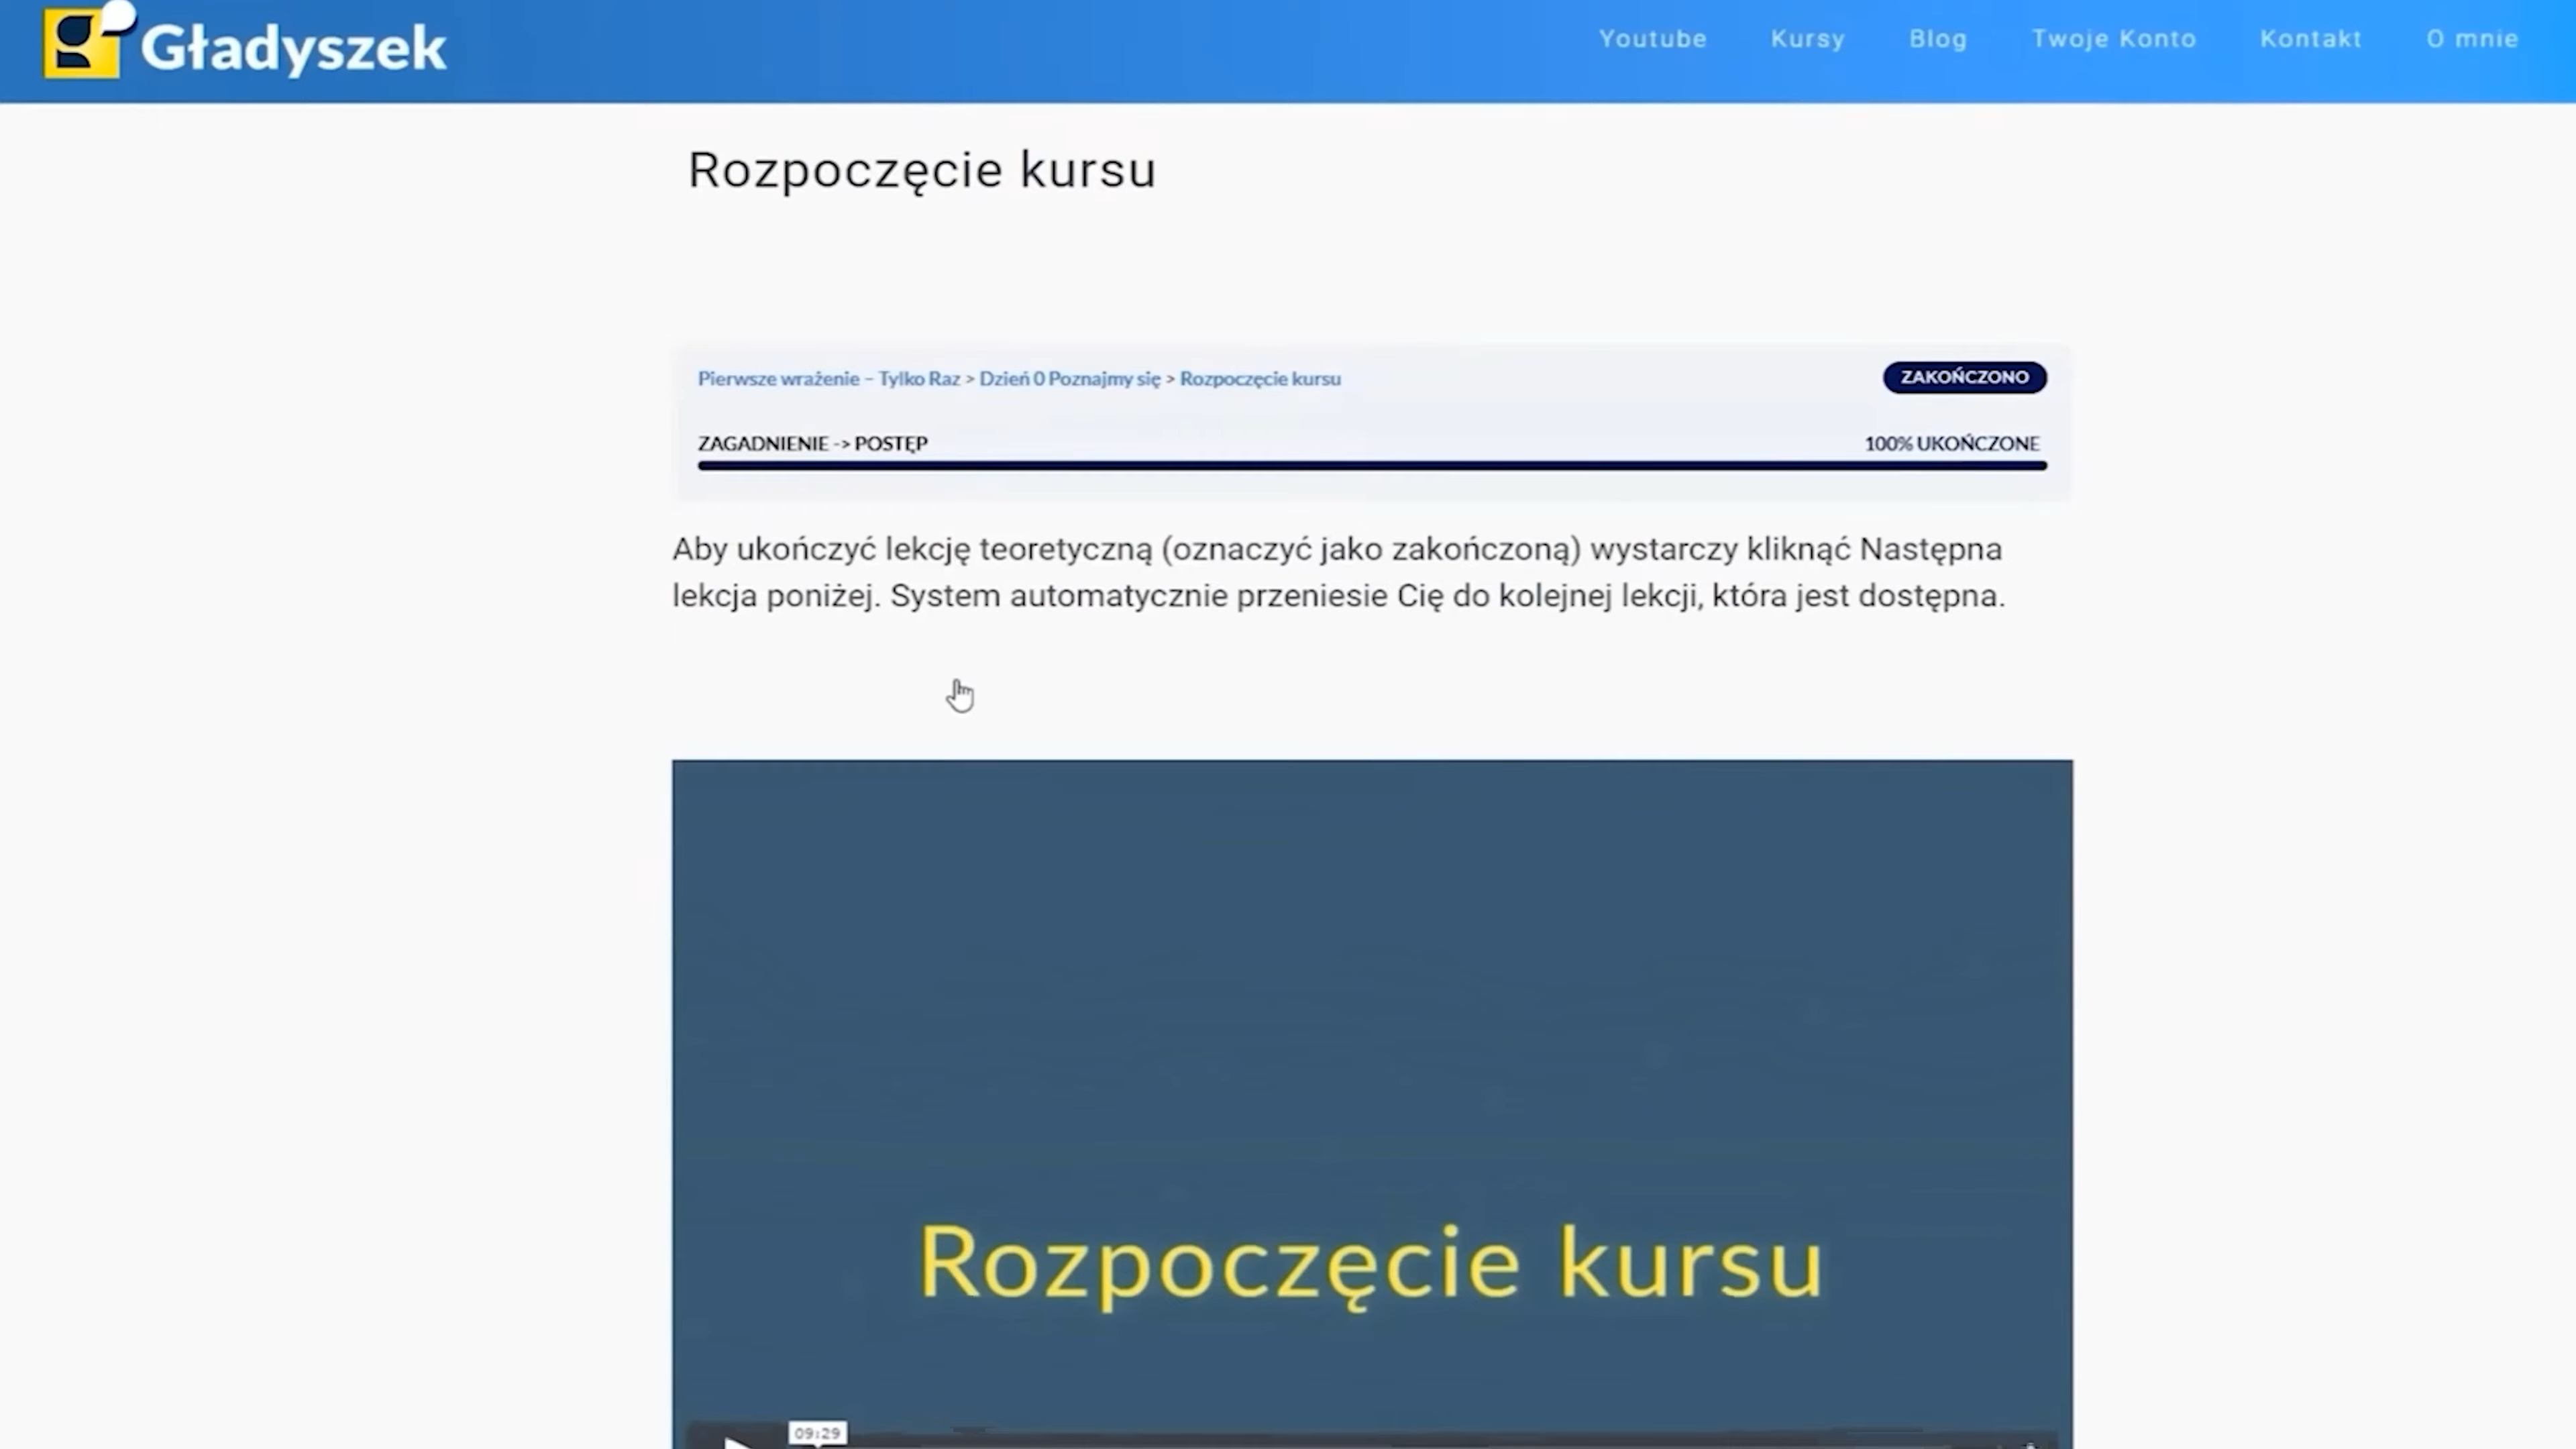 Gładyszek
Youtube Kursy Blog Twoje Konto Kontakt O mnie
Rozpoczęcie kursu
Pierwsze wrażenie – Tylko Raz > Dzień 0 Poznajmy się > Rozpoczęcie kursu
ZAKOŃCZONO
ZAGADNIENIE -> POSTĘP
100% UKOŃCZONE
Aby ukończyć lekcję teoretyczną (oznaczyć jako zakończoną) wystarczy kliknąć Następna
lekcja poniżej. System automatycznie przeniesie Cię do kolejnej lekcji, która jest dostępna.
Rozpoczęcie kursu
09:29